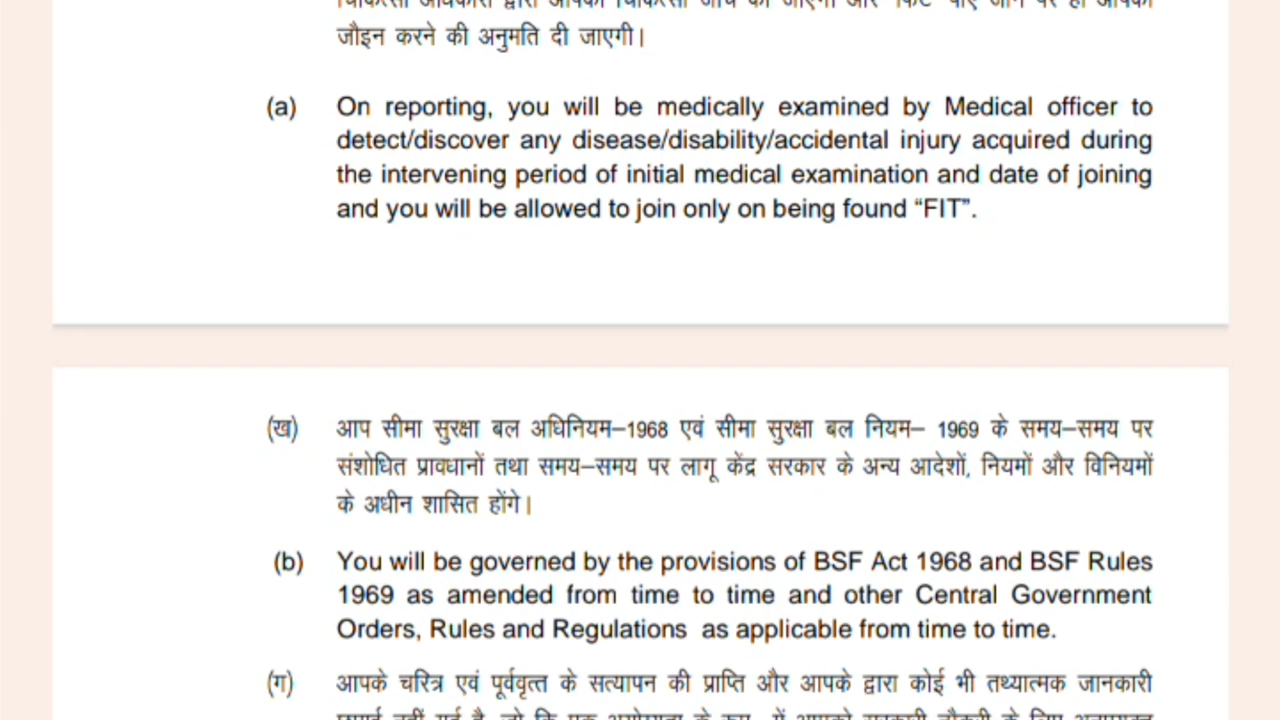 चिकित्सा अधिकारी द्वारा आपकी चिकित्सा जाँच की जाएगी और पाए जाने पर ही आपको
जौइन करने की अनुमति दी जाएगी।
(a) On reporting, you will be medically examined by Medical officer to
detect/discover any disease/disability/accidental injury acquired during
the intervening period of initial medical examination and date of joining
and you will be allowed to join only on being found “FIT”.
(ख) आप सीमा सुरक्षा बल अधिनियम–1968 एवं सीमा सुरक्षा बल नियम– 1969 के समय–समय पर
संशोधित प्रावधानों तथा समय–समय पर लागू केंद्र सरकार के अन्य आदेशों, नियमों और विनियमों
के अधीन शासित होंगे।
(b) You will be governed by the provisions of BSF Act 1968 and BSF Rules
1969 as amended from time to time and other Central Government
Orders, Rules and Regulations as applicable from time to time.
(ग) आपके चरित्र एवं पूर्ववृत्त के सत्यापन की प्राप्ति और आपके द्वारा कोई भी तथ्यात्मक जानकारी